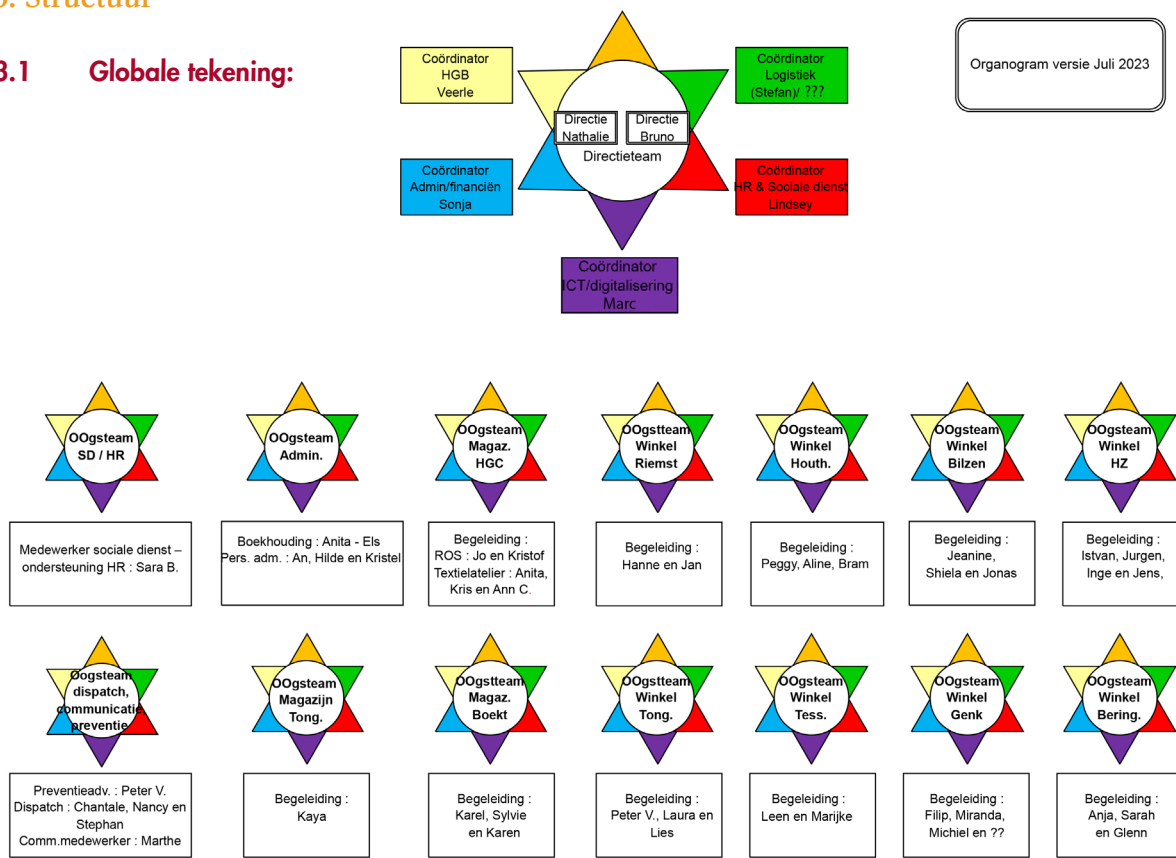 3. Structuur
3.1 Globale tekening:
Organogram versie Juli 2023
Coördinator
HGB
Veerle
Coördinator
Logistiek
(Stefan)/ ???
Directie
Nathalie
Directie
Bruno
Directieteam
Coördinator
Admin/financiën
Sonja
Coördinator
HR & Sociale dienst
Lindsey
Coördinator
ICT/digitalisering
Marc
OOgsteam
SD / HR
OOgsteam
Admin.
OOgsteam
Magaz.
HGC
OOgstteam
Winkel
Riemst
OOgsteam
Winkel
Houth.
OOgsteam
Winkel
Bilzen
OOgsteam
Winkel
HZ
Medewerker sociale dienst –
ondersteuning HR : Sara B.
Boekhouding : Anita - Els
Pers. adm. : An, Hilde en Kristel
Begeleiding :
ROS : Jo en Kristof
Textielatelier : Anita,
Kris en Ann C.
Begeleiding :
Hanne en Jan
Begeleiding :
Peggy, Aline, Bram
Begeleiding :
Jeanine,
Shiela en Jonas
Begeleiding :
Istvan, Jurgen,
Inge en Jens,
Oogsteam
dispatch,
communicatie,
preventie
OOgsteam
Magazijn
Tong.
OOgstteam
Magaz.
Boekt
OOgstteam
Winkel
Tong.
OOgsteam
Winkel
Tess.
OOgsteam
Winkel
Genk
OOgsteam
Winkel
Bering.
Preventieadv. : Peter V.
Dispatch : Chantale, Nancy en
Stephan
Comm.medewerker : Marthe
Begeleiding :
Kaya
Begeleiding :
Karel, Sylvie
en Karen
Begeleiding :
Peter V., Laura en
Lies
Begeleiding :
Leen en Marijke
Begeleiding :
Filip, Miranda,
Michiel en ??
Begeleiding :
Anja, Sarah
en Glenn